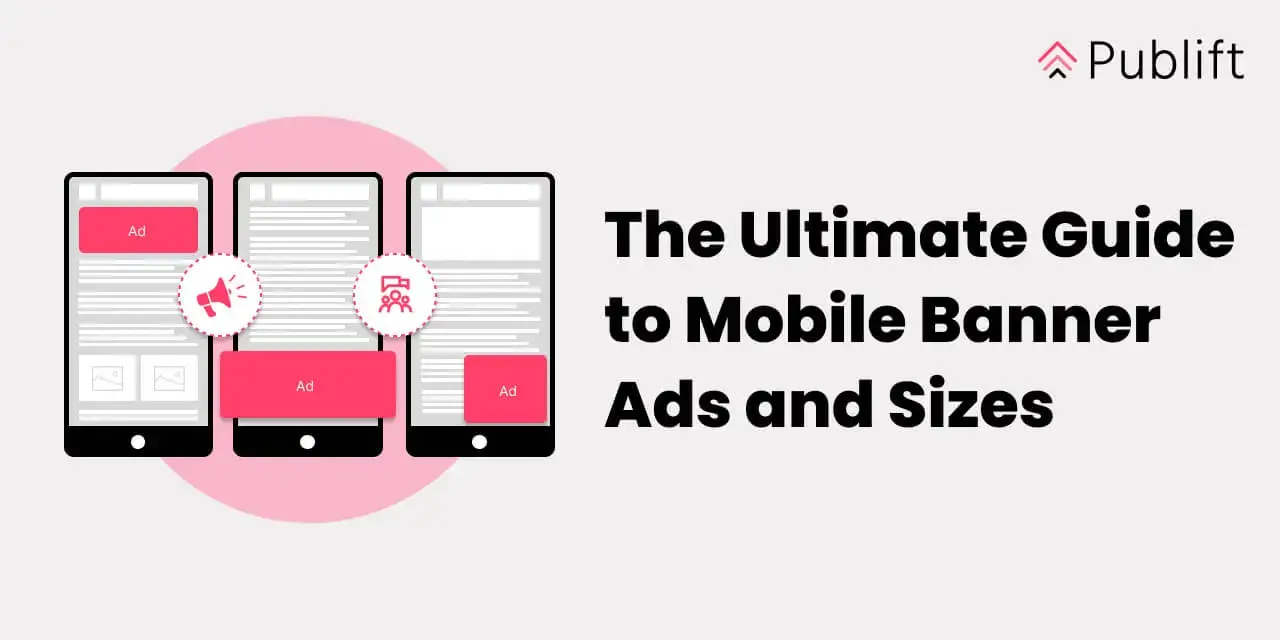 Publift
Ad
Ad
Ad
The Ultimate Guide
to Mobile Banner
Ads and Sizes